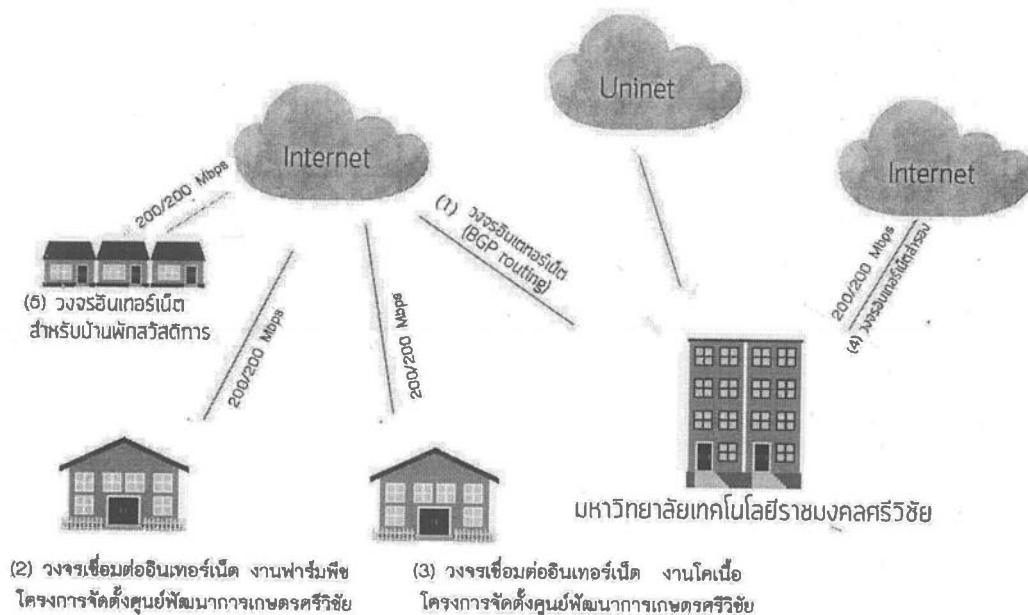 Uninet
Internet
Internet
200/200 Mbps
(1) วงจรอินเตอร์เน็ต
(BGP routing)
200/200 Mbps
(4) วงจรอินเตอร์เน็ตสำรอง
(5) วงจรอินเทอร์เน็ต
สำหรับบ้านพักสวัสดิการ
200/200 Mbps
200/200 Mbps
มหาวิทยาลัยเทคโนโลยีราชมงคลศรีวิชัย
(2) วงจรเชื่อมต่ออินเทอร์เน็ต งานฟาร์มพืช
โครงการจัดตั้งศูนย์พัฒนาการเกษตรศรีวิชัย
(3) วงจรเชื่อมต่ออินเทอร์เน็ต งานโคเนื้อ
โครงการจัดตั้งศูนย์พัฒนาการเกษตรศรีวิชัย